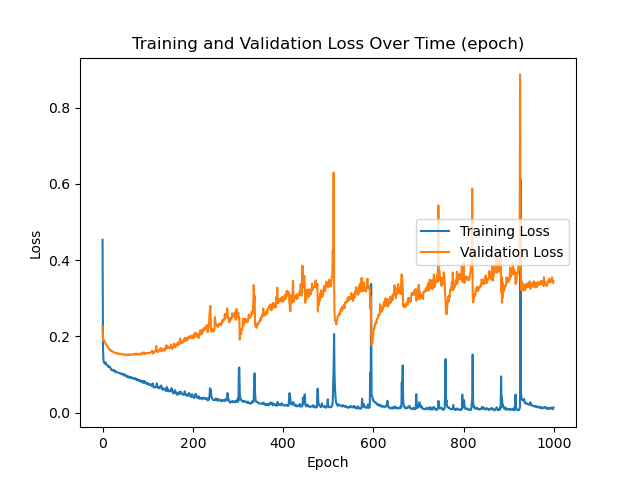 Training and Validation Loss Over Time (epoch)
0.8
0.6
0.4
0.2
0.0
Loss
Training Loss
Validation Loss
0
200
400
600
800
1000
Epoch